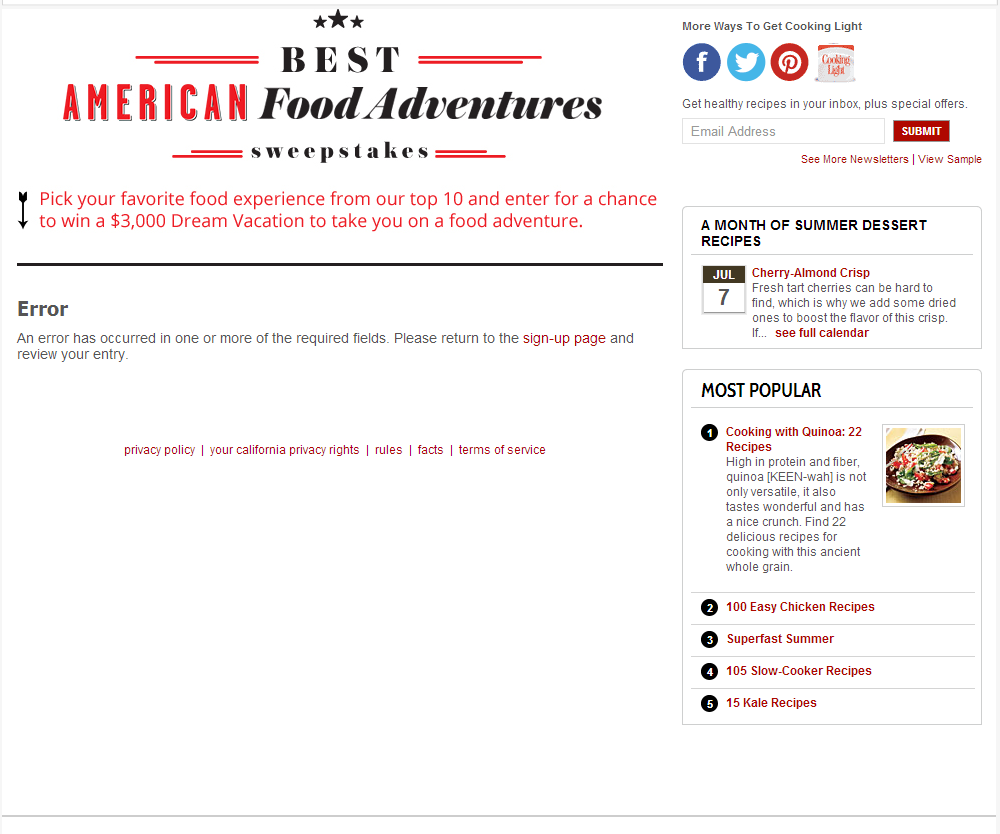 BEST
AMERICAN Food Adventures
sweepstakes
Pick your favorite food experience from our top 10 and enter for a chance
to win a $3,000 Dream Vacation to take you on a food adventure.
Error
An error has occurred in one or more of the required fields. Please return to the sign-up page and
review your entry.
privacy policy | your california privacy rights | rules | facts | terms of service
More Ways To Get Cooking Light
f
Cooking
Light
Get healthy recipes in your inbox, plus special offers.
Email Address SUBMIT
See More Newsletters | View Sample
A MONTH OF SUMMER DESSERT
RECIPES
JUL
7
Cherry-Almond Crisp
Fresh tart cherries can be hard to
find, which is why we add some dried
ones to boost the flavor of this crisp.
If... see full calendar
MOST POPULAR
1 Cooking with Quinoa: 22
Recipes
High in protein and fiber,
quinoa [KEEN-wah] is not
only versatile, it also
tastes wonderful and has
a nice crunch. Find 22
delicious recipes for
cooking with this ancient
whole grain.
2 100 Easy Chicken Recipes
3 Superfast Summer
4 105 Slow-Cooker Recipes
5 15 Kale Recipes